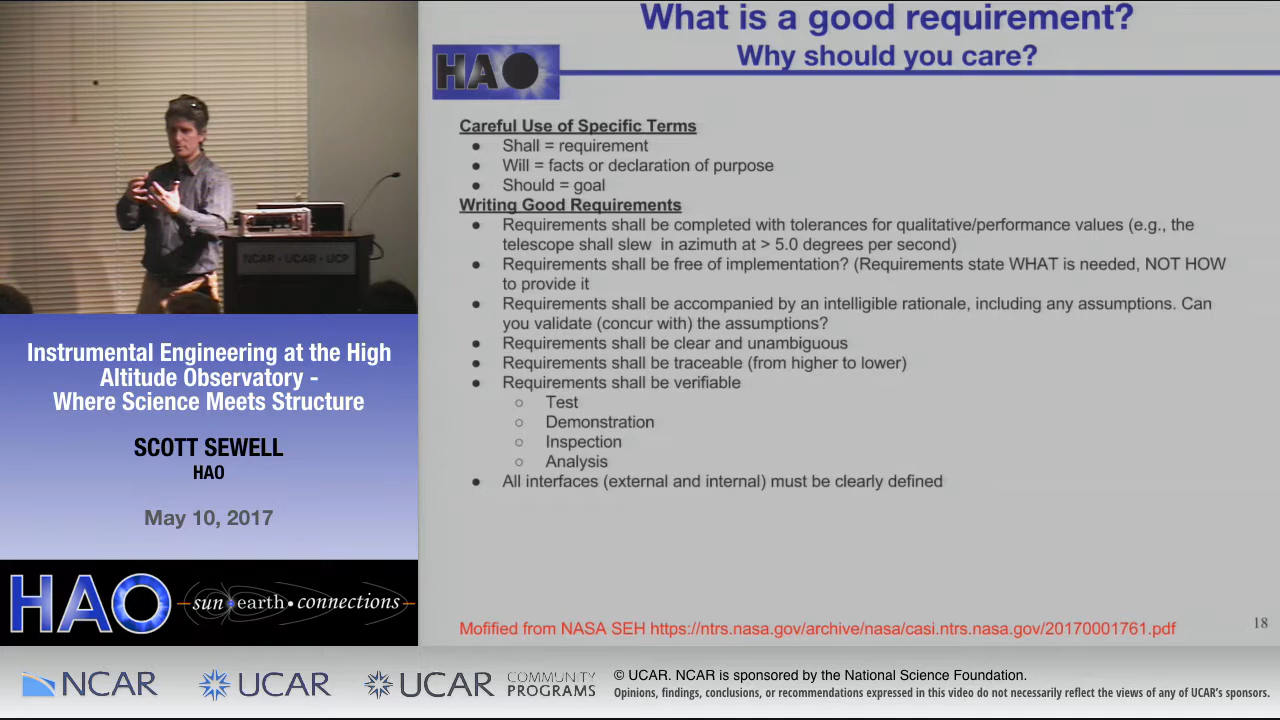 What is a good requirement?
Why should you care?
HAO
Careful Use of Specific Terms
● Shall = requirement
● Will = facts or declaration of purpose
● Should = goal
Writing Good Requirements
● Requirements shall be completed with tolerances for qualitative/performance values (e.g., the
telescope shall slew in azimuth at > 5.0 degrees per second)
● Requirements shall be free of implementation? (Requirements state WHAT is needed, NOT HOW
to provide it
● Requirements shall be accompanied by an intelligible rationale, including any assumptions. Can
you validate (concur with) the assumptions?
● Requirements shall be clear and unambiguous
● Requirements shall be traceable (from higher to lower)
● Requirements shall be verifiable
○ Test
○ Demonstration
○ Inspection
○ Analysis
● All interfaces (external and internal) must be clearly defined
Mofified from NASA SEH https://ntrs.nasa.gov/archive/nasa/casi.ntrs.nasa.gov/20170001761.pdf
18
NCAR • UCAR • UCP
Instrumental Engineering at the High
Altitude Observatory -
Where Science Meets Structure
SCOTT SEWELL
HAO
May 10, 2017
HAO
sun • earth • connections
NCAR
UCAR
UCAR
COMMUNITY
PROGRAMS
© UCAR. NCAR is sponsored by the National Science Foundation.
Opinions, findings, conclusions, or recommendations expressed in this video do not necessarily reflect the views of any of UCAR's sponsors.